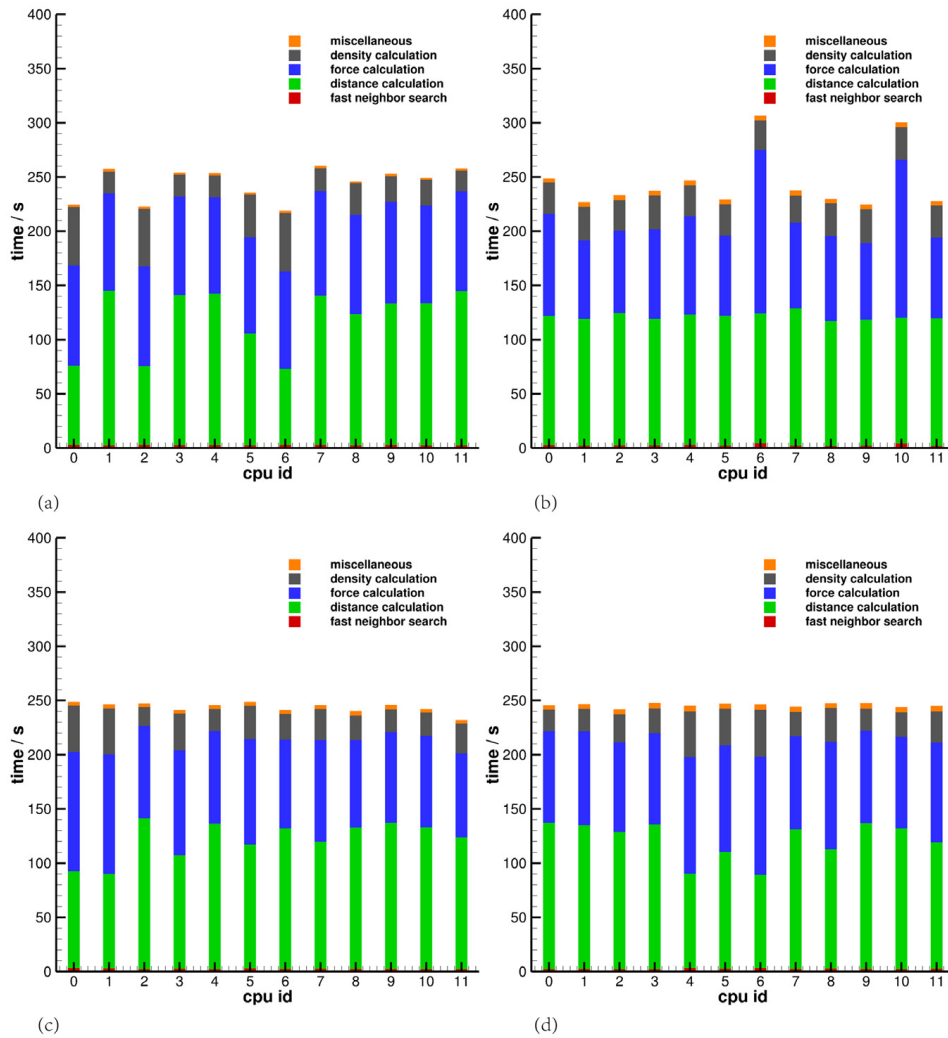 400
350
300
250
200
150
100
50
0
time / s
miscellaneous
density calculation
force calculation
distance calculation
fast neighbor search
0 1 2 3 4 5 6 7 8 9 10 11
cpu id
(a)
400
350
300
250
200
150
100
50
0
time / s
miscellaneous
density calculation
force calculation
distance calculation
fast neighbor search
0 1 2 3 4 5 6 7 8 9 10 11
cpu id
(b)
400
350
300
250
200
150
100
50
0
time / s
miscellaneous
density calculation
force calculation
distance calculation
fast neighbor search
0 1 2 3 4 5 6 7 8 9 10 11
cpu id
(c)
400
350
300
250
200
150
100
50
0
time / s
miscellaneous
density calculation
force calculation
distance calculation
fast neighbor search
0 1 2 3 4 5 6 7 8 9 10 11
cpu id
(d)